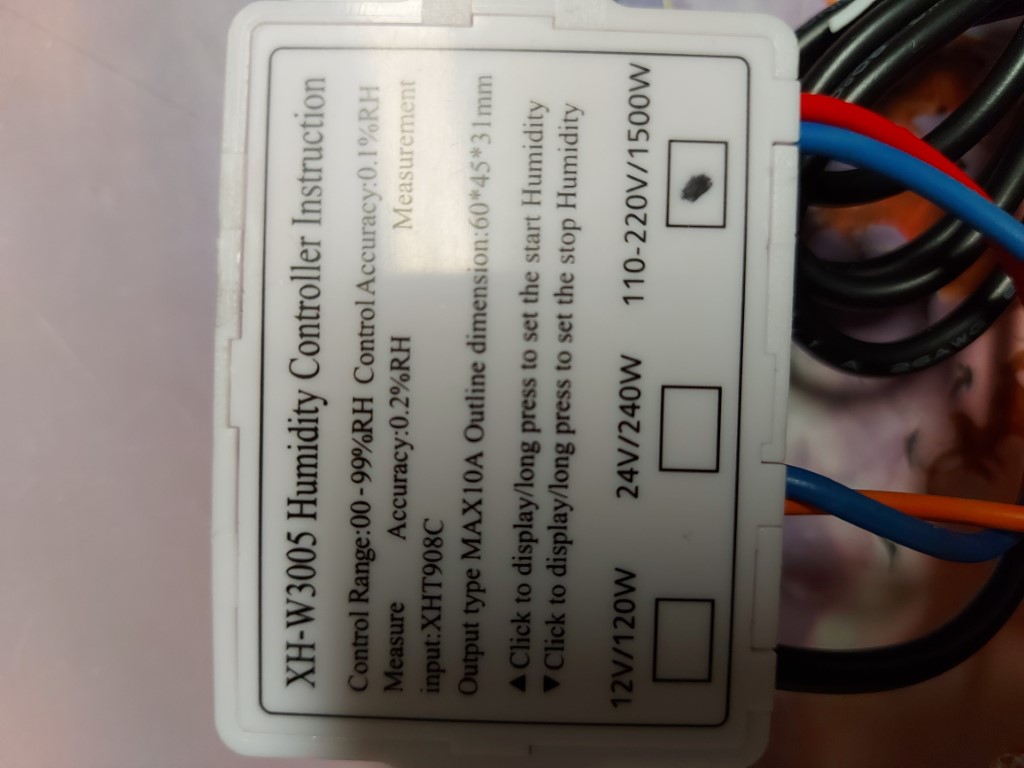 XH-W3005 Humidity Controller Instruction
Control Range:00-99%RH Control Accuracy:0.1%RH
Measure Accuracy:0.2%RH Measurement
input:XHT908C
Output type MAX10A Outline dimension:60*45*31mm
▲Click to display/long press to set the start Humidity
▼Click to display/long press to set the stop Humidity
12V/120W 24V/240W 110-220V/1500W